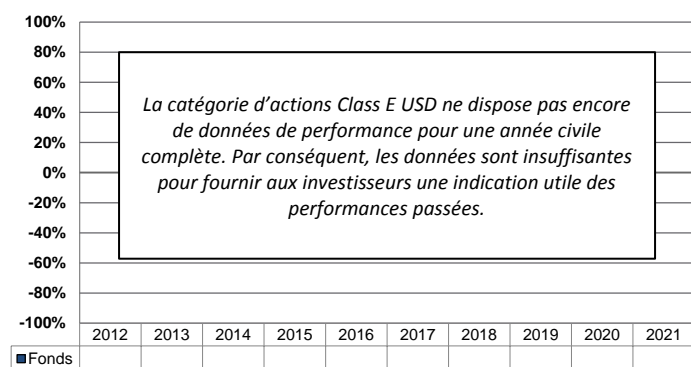 100%
80%
60%
40%
20%
0%
-20%
-40%
-60%
-80%
-100%
La catégorie d'actions Class E USD ne dispose pas encore
de données de performance pour une année civile
complète. Par conséquent, les données sont insuffisantes
pour fournir aux investisseurs une indication utile des
performances passées.
2012 2013 2014 2015 2016 2017 2018 2019 2020 2021
Fonds